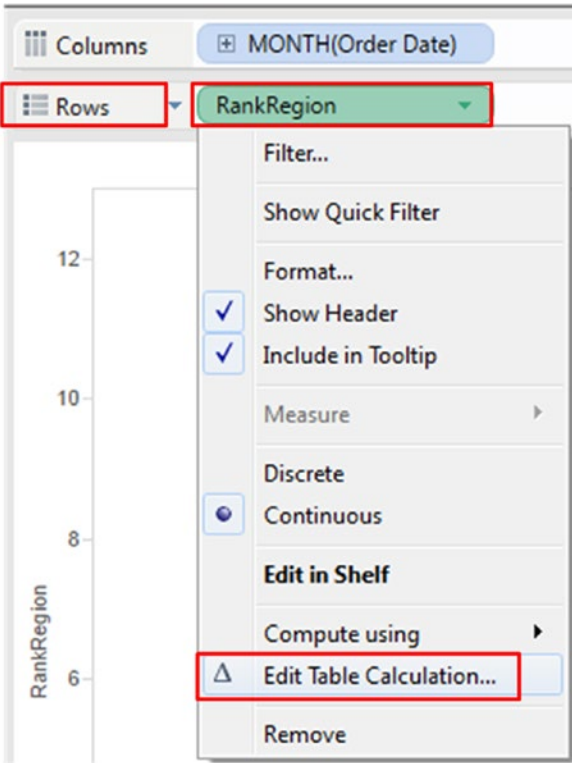 Columns
MONTH(Order Date)
Rows
RankRegion
Filter...
Show Quick Filter
Format...
Show Header
Include in Tooltip
Measure
Discrete
Continuous
Edit in Shelf
Compute using
Δ Edit Table Calculation...
Remove
12
10
8
6
RankRegion